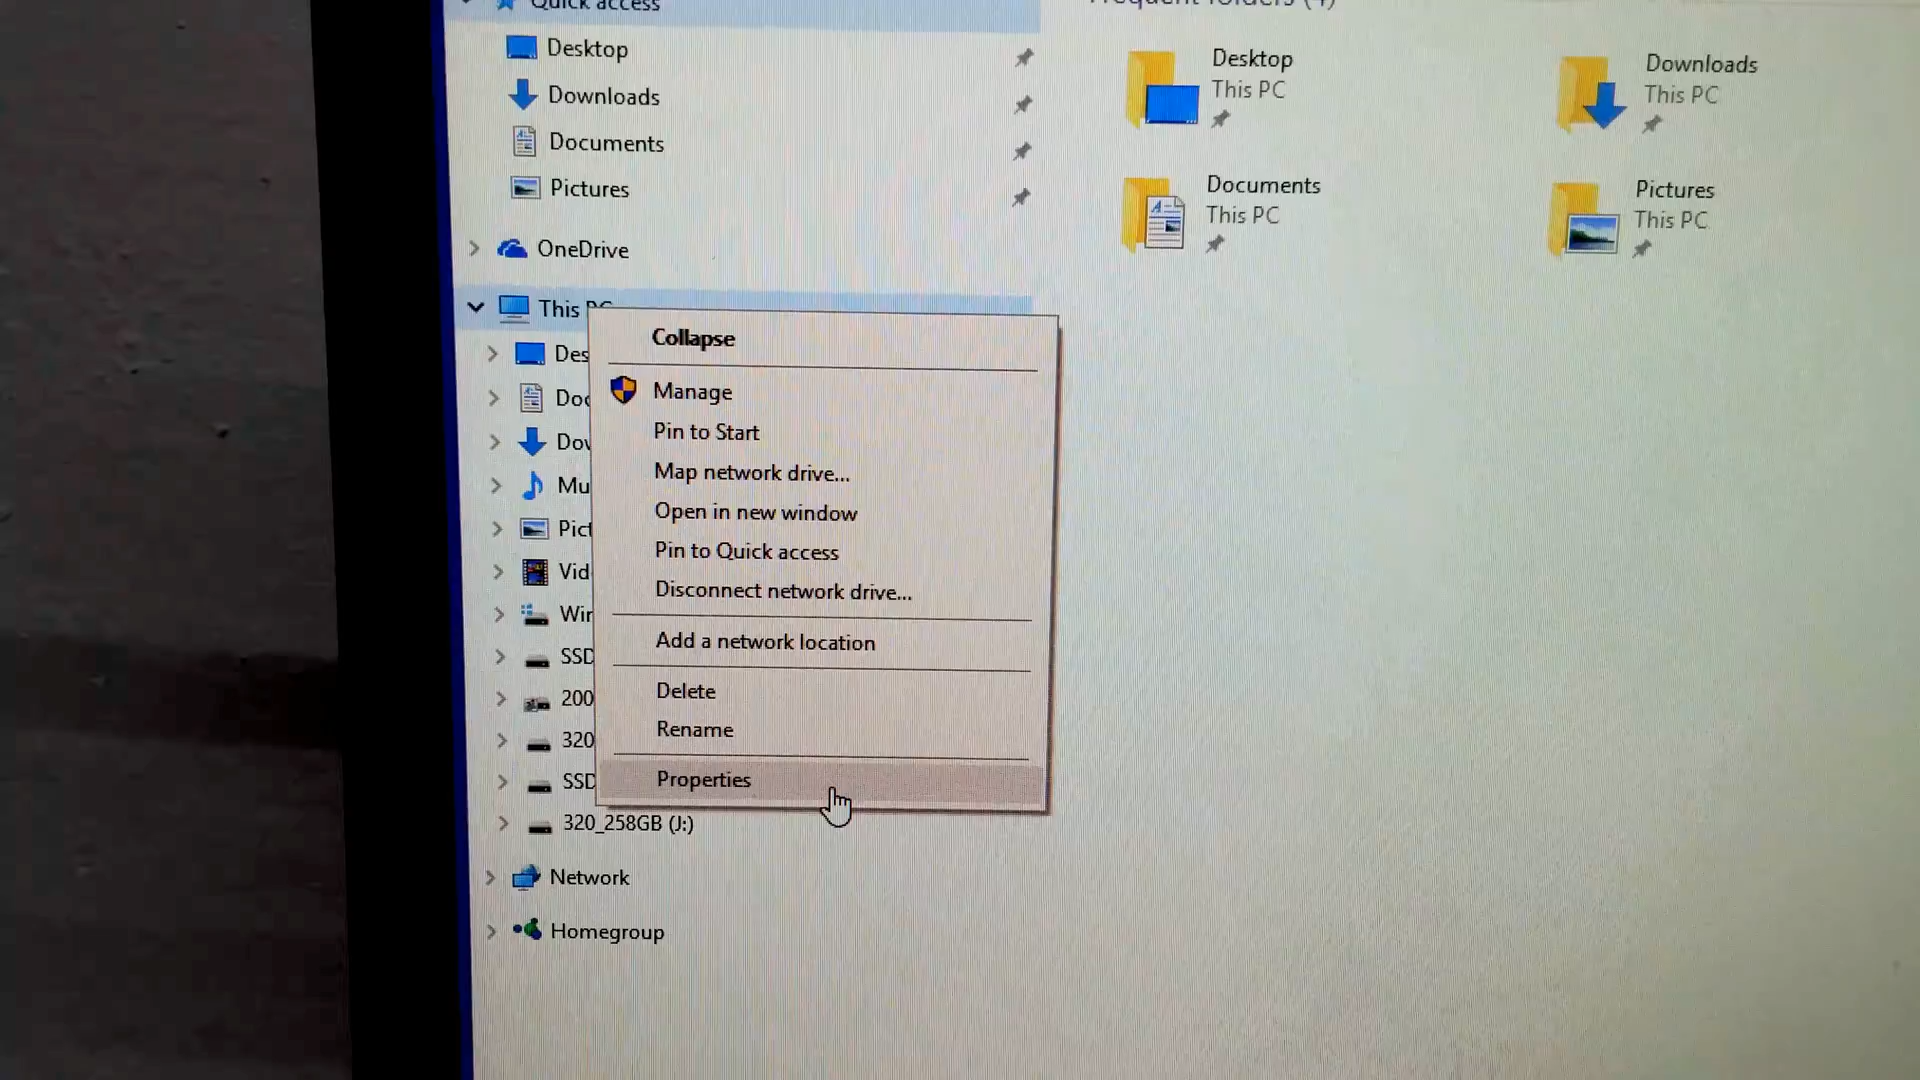 Quick access
Desktop
Downloads
Documents
Pictures
OneDrive
This PC
Des
Doc
Dow
Mu
Pict
Vid
Wir
SSD
200
320
SSD
320_258GB (J:)
Network
Homegroup
Collapse
Manage
Pin to Start
Map network drive...
Open in new window
Pin to Quick access
Disconnect network drive...
Add a network location
Delete
Rename
Properties
Frequent folders (4)
Desktop
This PC
Downloads
This PC
Documents
This PC
Pictures
This PC